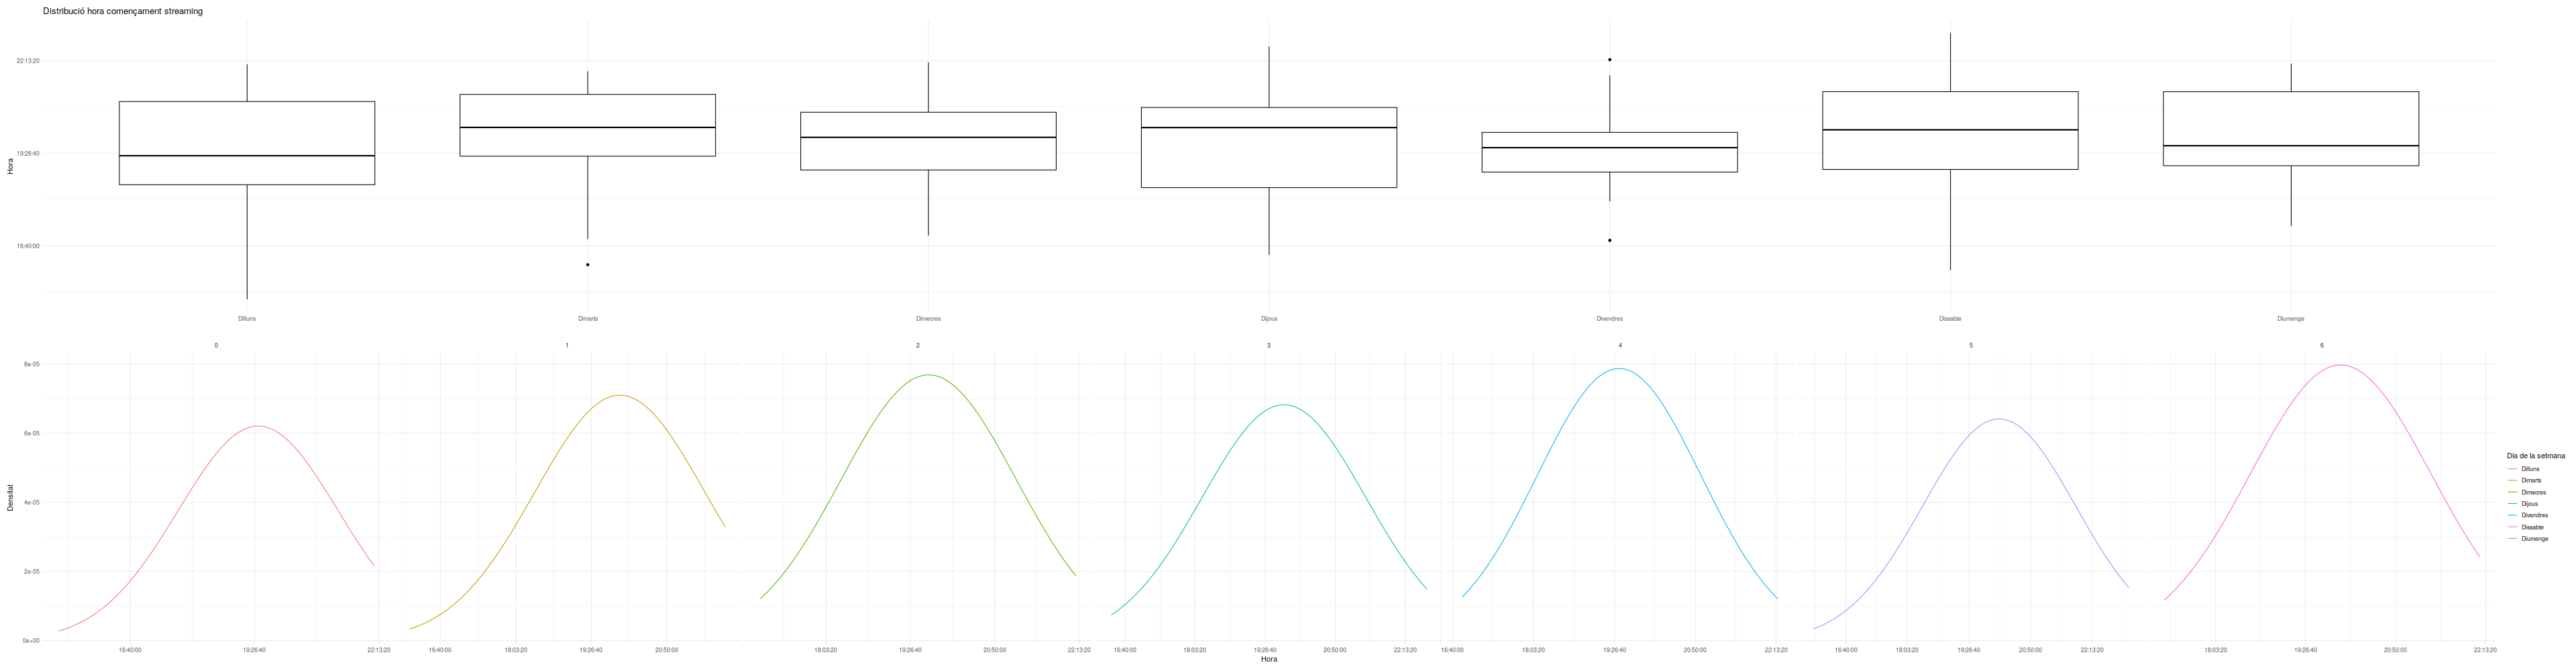 Distribució hora començament streaming
Hora
22:13:20
19:26:40
16:40:00
Dilluns Dimarts Dimecres Dijous Divendres Dissabte Diumenge
0 1 2 3 4 5 6
Densitat
8e-05
6e-05
4e-05
2e-05
0e+00
16:40:00 19:26:40 22:13:20 16:40:00 18:03:20 19:26:40 20:50:00 18:03:20 19:26:40 20:50:00 22:13:20 16:40:00 18:03:20 19:26:40 20:50:00 22:13:20 16:40:00 18:03:20 19:26:40 20:50:00 22:13:20 16:40:00 18:03:20 19:26:40 20:50:00 22:13:20 18:03:20 19:26:40 20:50:00 22:13:20
Hora
Dia de la setmana
Dilluns
Dimarts
Dimecres
Dijous
Divendres
Dissabte
Diumenge